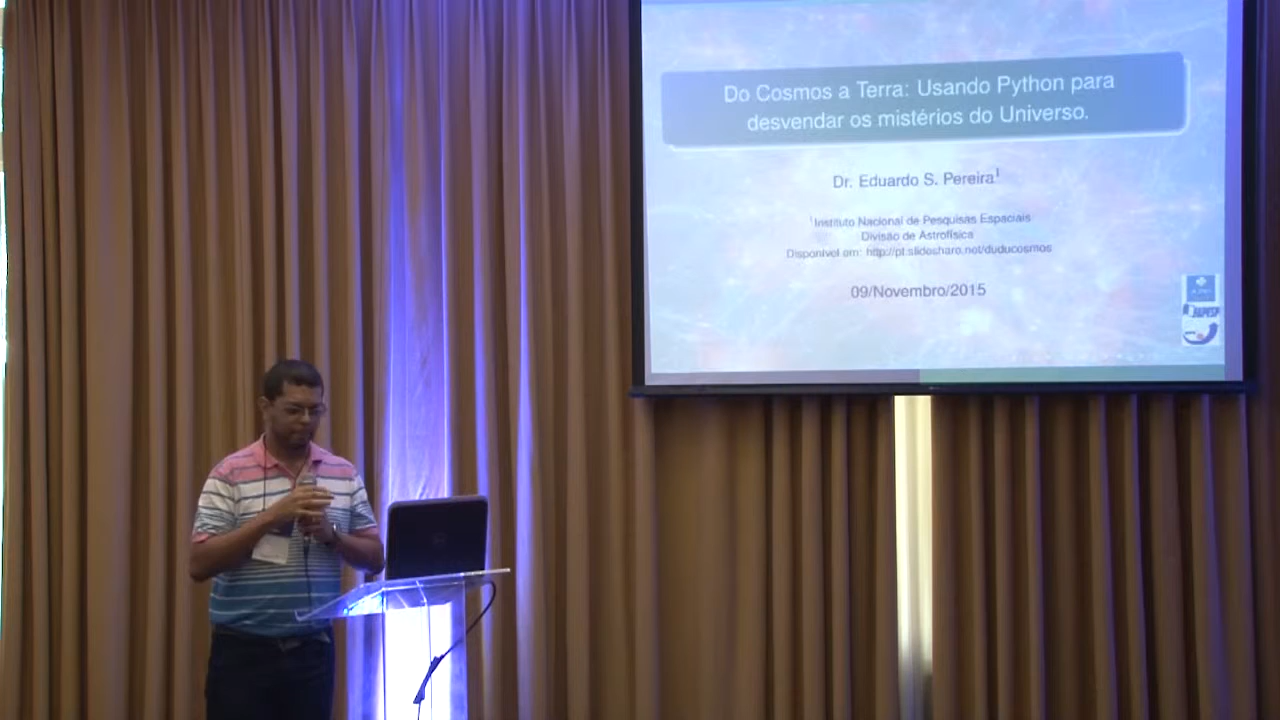 Do Cosmos a Terra: Usando Python para
desvendar os mistérios do Universo.
Dr. Eduardo S. Pereira¹
¹Instituto Nacional de Pesquisas Espaciais
Divisão de Astrofísica
Disponível em: http://pt.slideshare.net/duducosmos
09/Novembro/2015
FAPESP